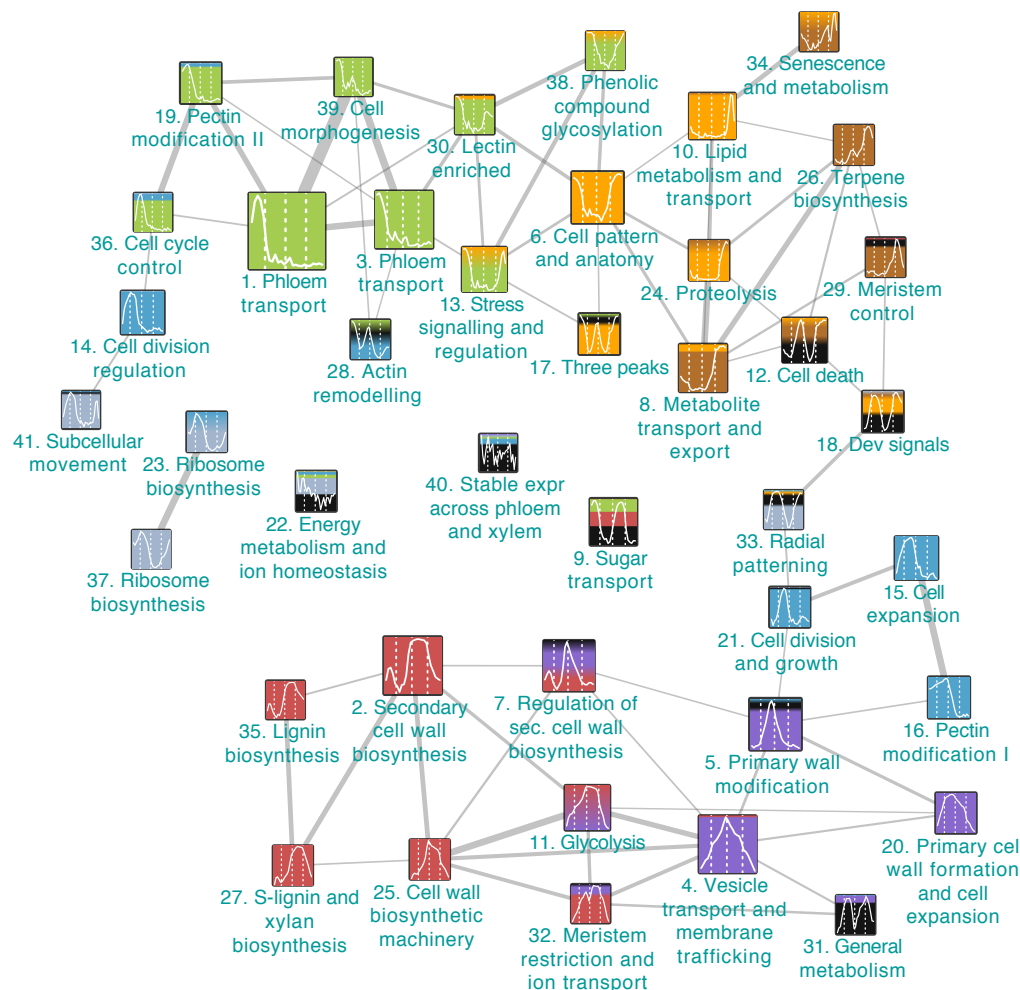 34. Senescence
and metabolism
38. Phenolic
compound
glycosylation
19. Pectin
modification II
39. Cell
morphogenesis
30. Lectin
enriched
10. Lipid
metabolism and
transport
26. Terpene
biosynthesis
36. Cell cycle
control
1. Phloem
transport
3. Phloem
transport
6. Cell pattern
and anatomy
24. Proteolysis
29. Meristem
control
13. Stress
signalling and
regulation
14. Cell division
regulation
28. Actin
remodelling
17. Three peaks
12. Cell death
8. Metabolite
transport and
export
18. Dev signals
41. Subcellular
movement
23. Ribosome
biosynthesis
40. Stable expr
across phloem
and xylem
22. Energy
metabolism and
ion homeostasis
9. Sugar
transport
33. Radial
patterning
37. Ribosome
biosynthesis
15. Cell
expansion
21. Cell division
and growth
2. Secondary
cell wall
biosynthesis
7. Regulation of
sec. cell wall
biosynthesis
35. Lignin
biosynthesis
16. Pectin
modification I
5. Primary wall
modification
11. Glycolysis
20. Primary cel
wall formation
and cell
expansion
27. S-lignin and
xylan
biosynthesis
25. Cell wall
biosynthetic
machinery
4. Vesicle
transport and
membrane
trafficking
32. Meristem
restriction and
ion transport
31. General
metabolism